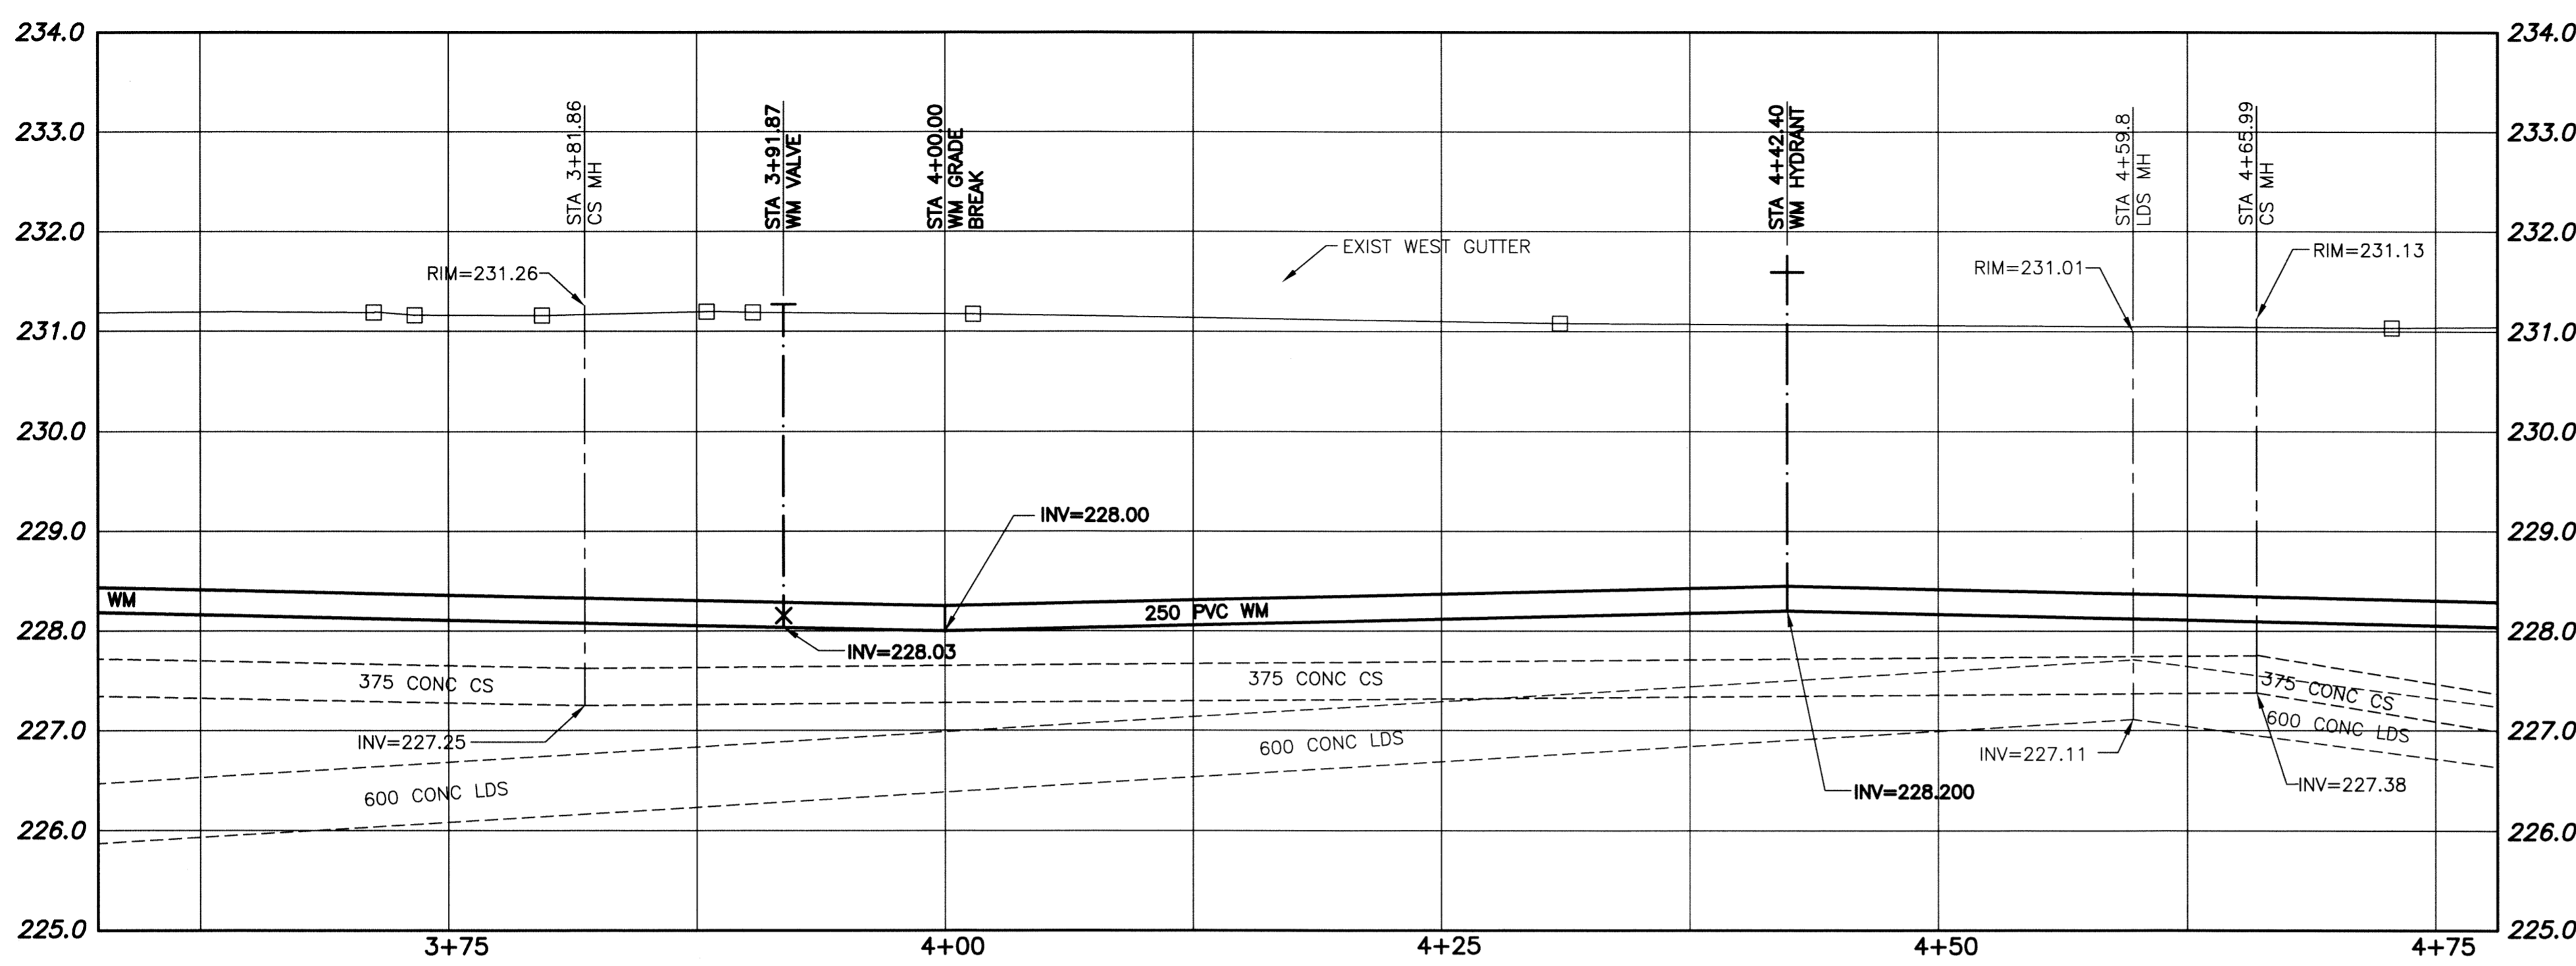 234.0
234.0
STA 3+81.86
CS MH
STA 3+91.87
WM VALVE
STA 4+00.00
WM GRADE
BREAK
STA 4+42.40
WM HYDRANT
STA 4+59.8
LDS MH
STA 4+65.99
CS MH
233.0
233.0
232.0
232.0
EXIST WEST GUTTER
RIM=231.26
RIM=231.01
RIM=231.13
231.0
231.0
230.0
230.0
229.0
229.0
INV=228.00
WM
250 PVC WM
228.0
228.0
INV=228.03
375 CONC CS
375 CONC CS
375 CONC CS
INV=227.25
600 CONC LDS
600 CONC LDS
227.0
227.0
INV=227.11
INV=227.38
600 CONC LDS
INV=228.200
226.0
226.0
225.0
225.0
3+75
4+00
4+25
4+50
4+75